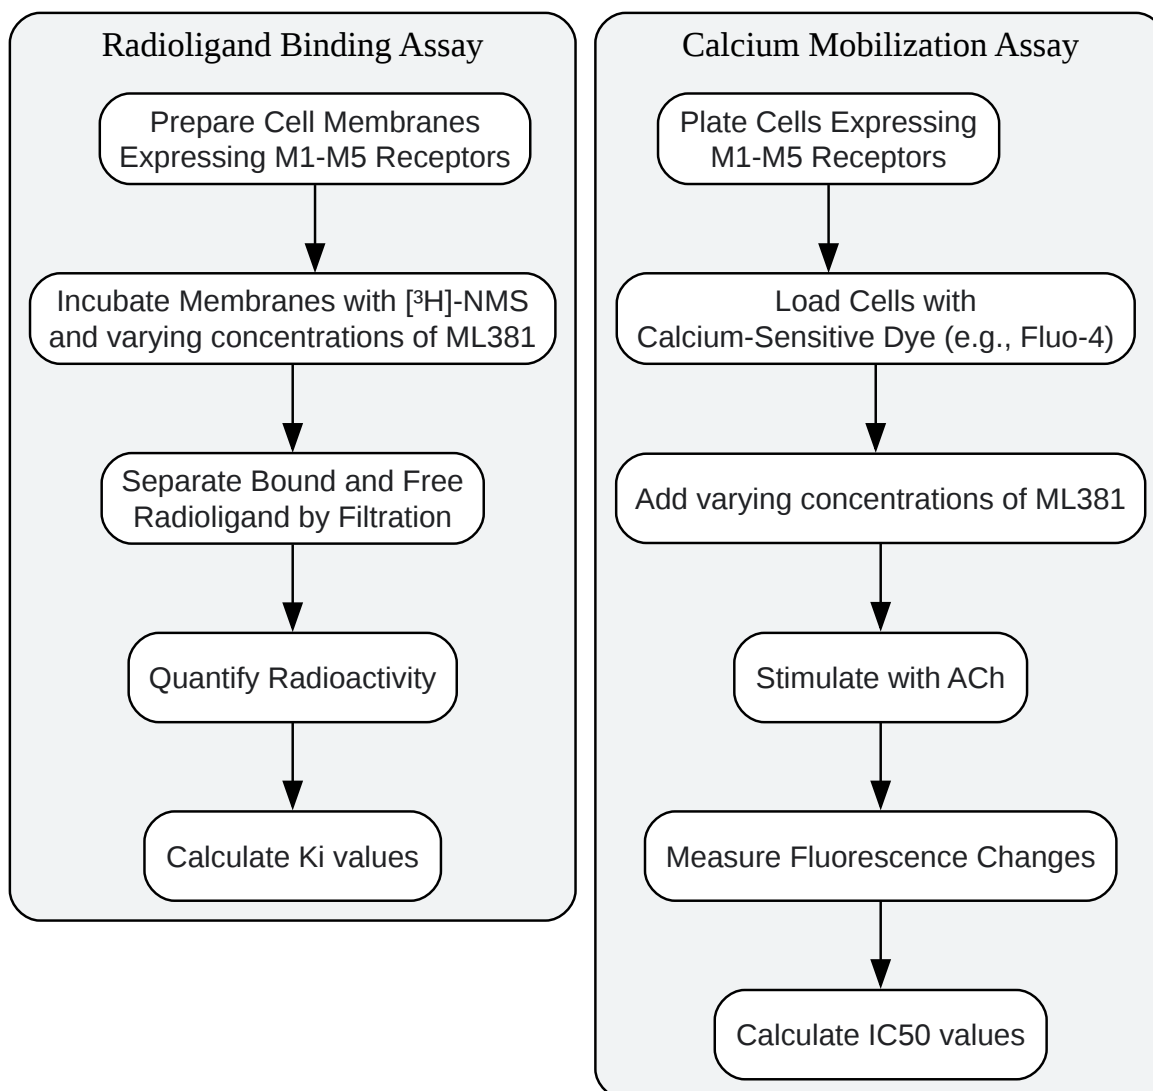 Radioligand Binding Assay
Prepare Cell Membranes
Expressing M1-M5 Receptors
Incubate Membranes with [³H]-NMS
and varying concentrations of ML381
Separate Bound and Free
Radioligand by Filtration
Quantify Radioactivity
Calculate Ki values
Calcium Mobilization Assay
Plate Cells Expressing
M1-M5 Receptors
Load Cells with
Calcium-Sensitive Dye (e.g., Fluo-4)
Add varying concentrations of ML381
Stimulate with ACh
Measure Fluorescence Changes
Calculate IC50 values